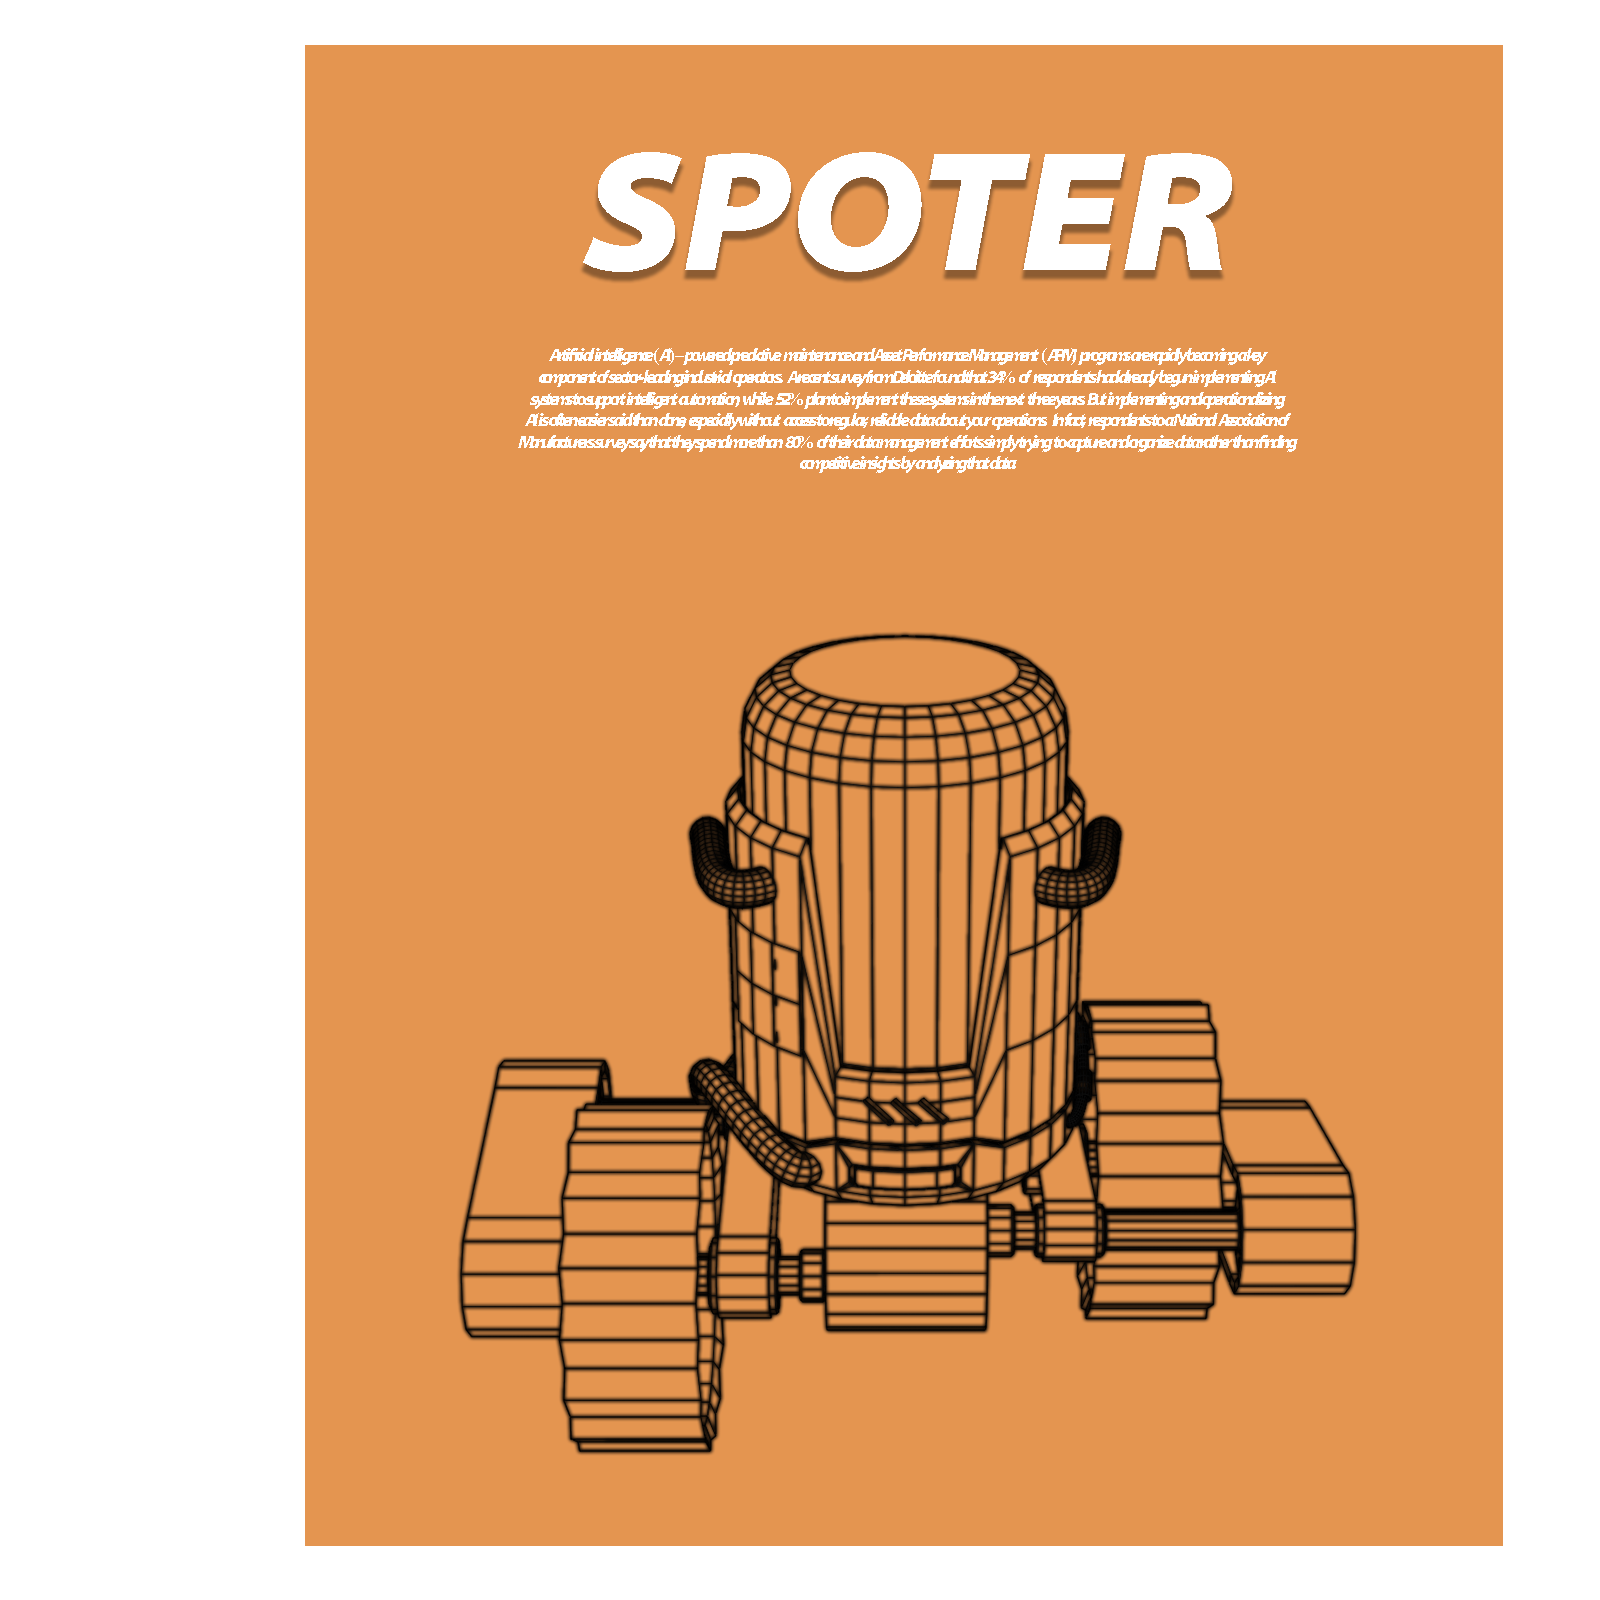 SPOTER
Artificial intelligence (AI)–powered predictive maintenance and Asset Performance Management (APM) programs are rapidly becoming a key
component of sector-leading industrial operations. A recent survey from Deloitte found that 34% of respondents had already begun implementing AI
systems to support intelligent automation, while 52% plan to implement these systems in the next three years. But implementing and operationalizing
AI is often easier said than done, especially without access to regular, reliable data about your operations. In fact, respondents to a National Association of
Manufacturers survey say that they spend more than 80% of their data management efforts simply trying to capture and organize data rather than finding
competitive insights by analyzing that data